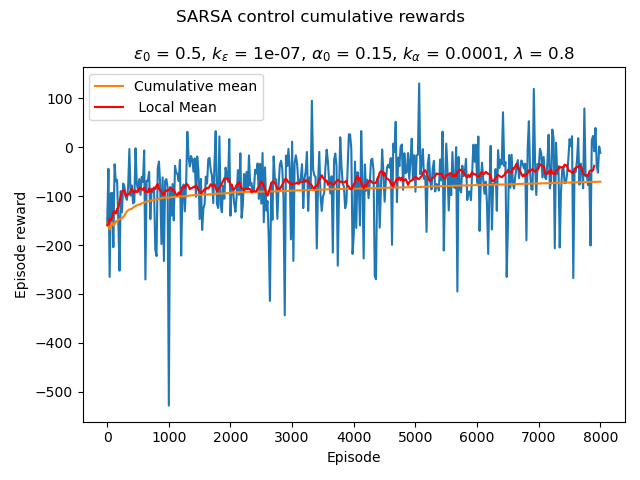 SARSA control cumulative rewards
ε₀ = 0.5, kε = 1e-07, α₀ = 0.15, kα = 0.0001, λ = 0.8
Cumulative mean
Local Mean
Episode reward
100
0
−100
−200
−300
−400
−500
0 1000 2000 3000 4000 5000 6000 7000 8000
Episode